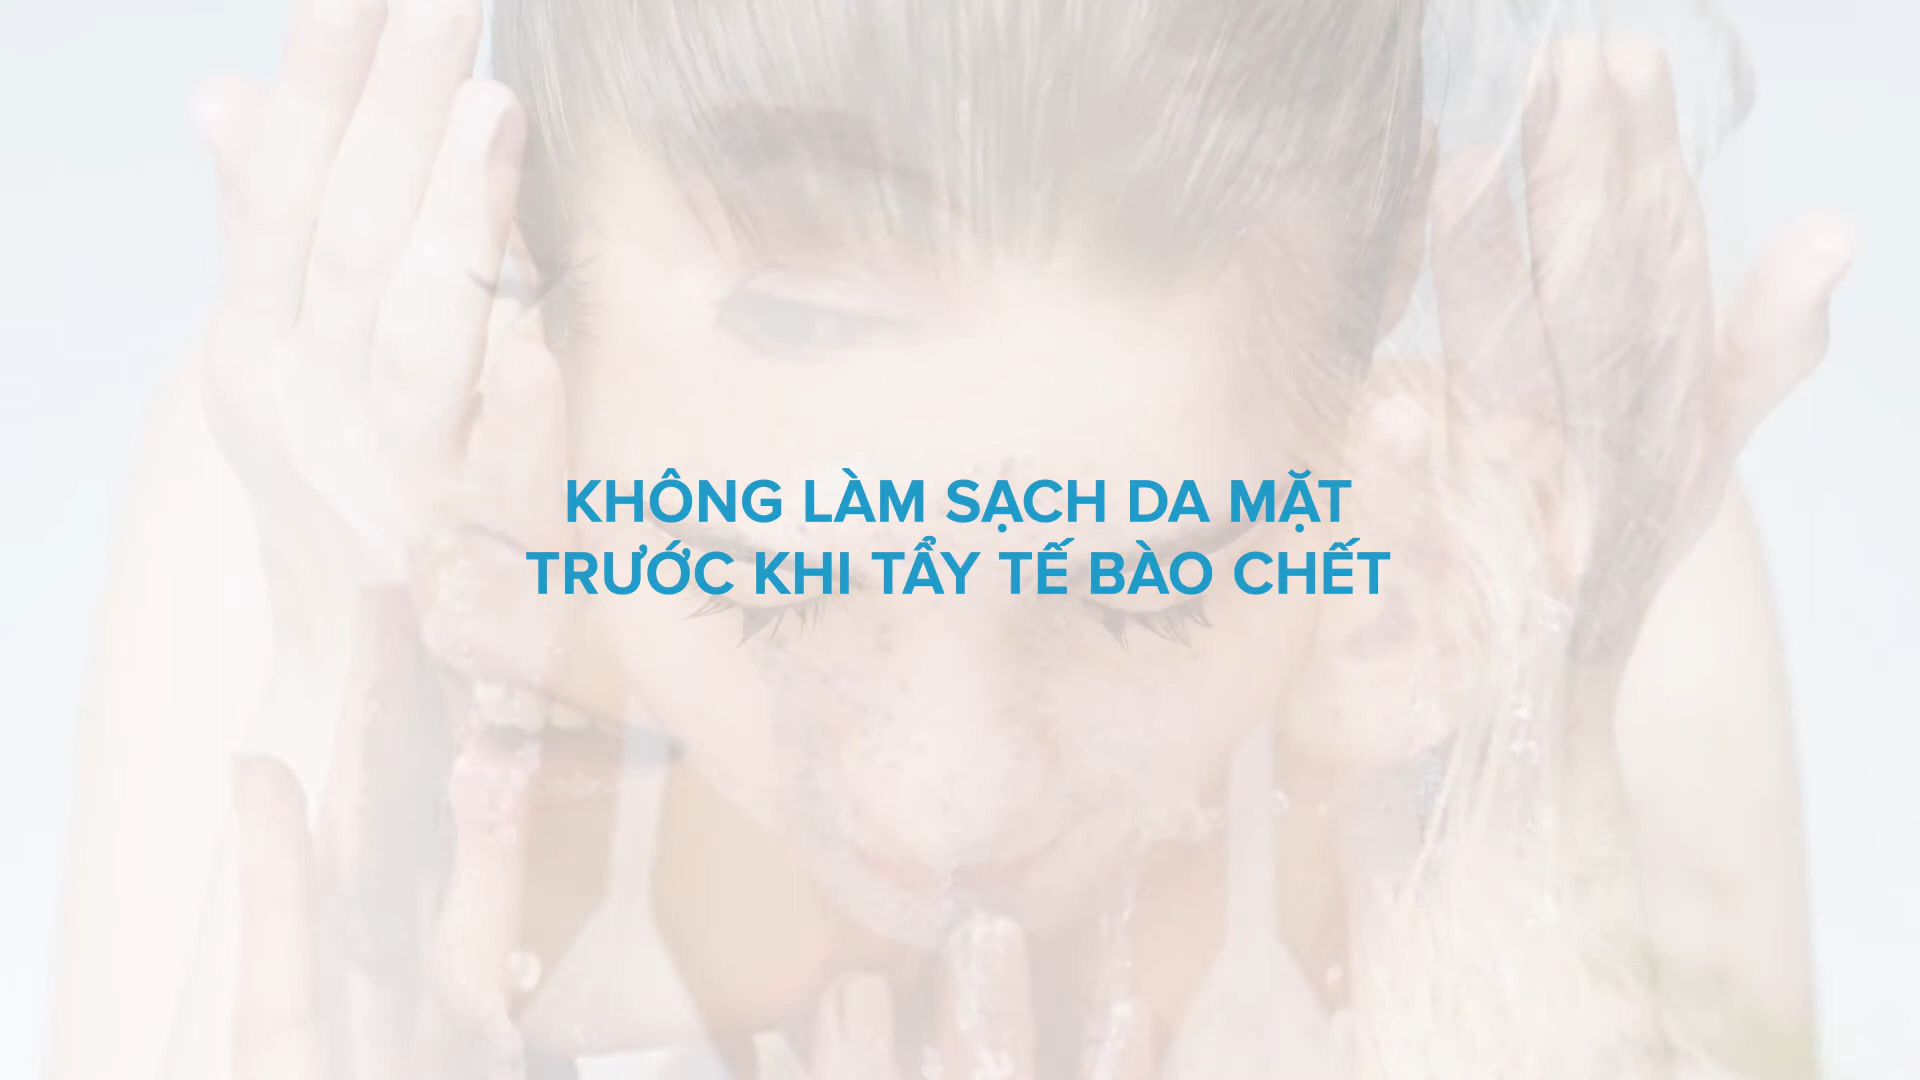 KHÔNG LÀM SẠCH DA MẶT
TRƯỚC KHI TẨY TẾ BÀO CHẾT